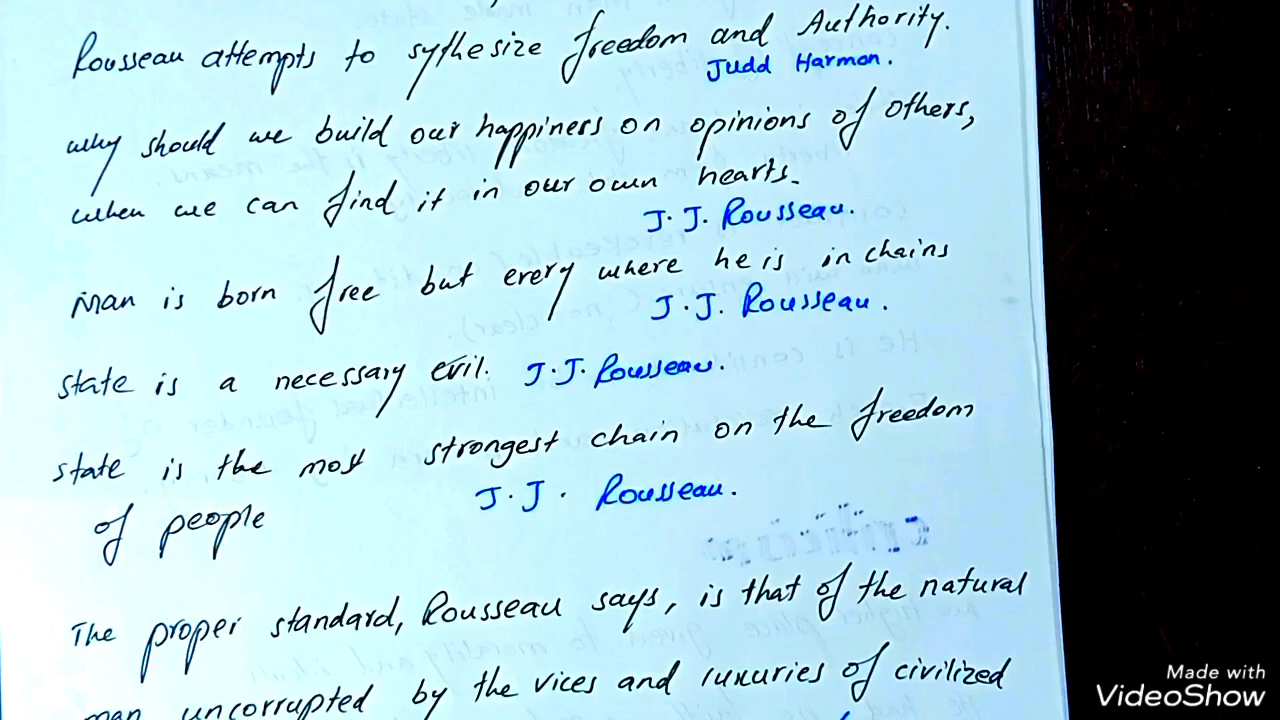 Rousseau attempts to sythesize freedom and Authority.
Judd Harmon.
why should we build our happiness on opinions of others,
when we can find it in our own hearts.
J. J. Rousseau.
Man is born free but every where he is in chains
J. J. Rousseau.
state is a necessary evil. J. J. Rousseau.
state is the most strongest chain on the freedom
of people J. J. Rousseau.
The proper standard, Rousseau says, is that of the natural
man uncorrupted by the vices and luxuries of civilized
Made with
VideoShow